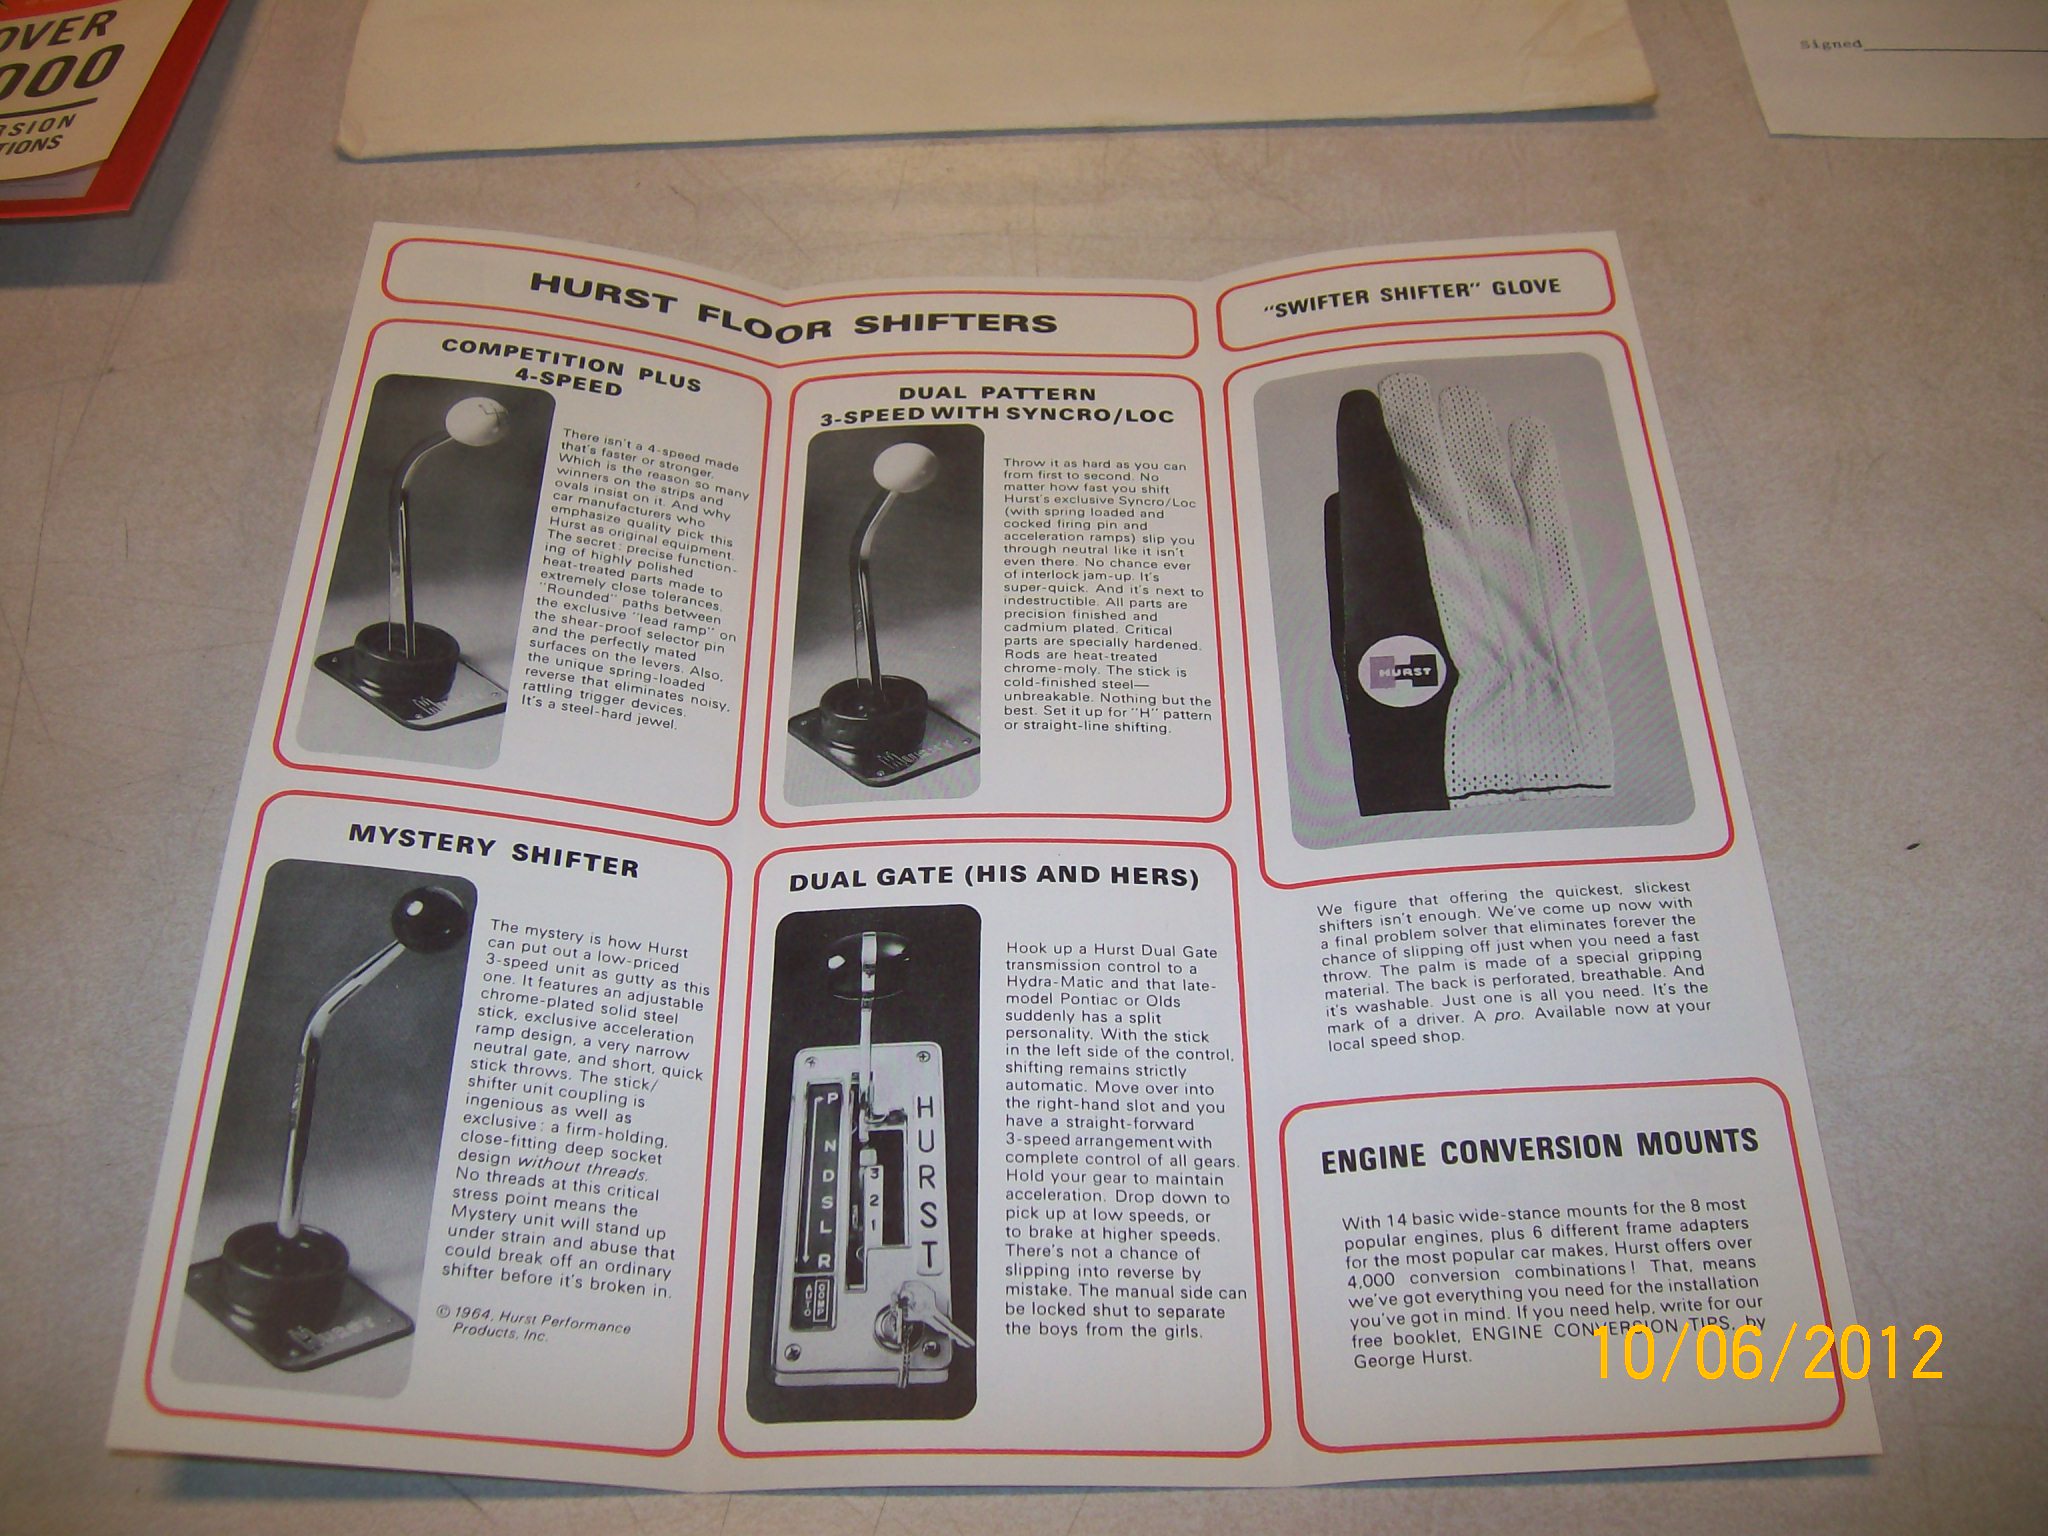 OVER
000
RSION
TIONS
Signed
HURST FLOOR SHIFTERS
COMPETITION PLUS
4-SPEED
There isn't a 4-speed made
that's faster or stronger.
Which is the reason so many
winners on the strips and
ovals insist on it. And why
car manufacturers who
emphasize quality pick this
Hurst as original equipment.
The secret: precise function-
ing of highly polished
heat-treated parts made to
extremely close tolerances.
"Rounded" paths between
the exclusive "lead ramp" on
the shear-proof selector pin
and the perfectly mated
surfaces on the levers. Also,
the unique spring-loaded
reverse that eliminates noisy,
rattling trigger devices.
It's a steel-hard jewel.
DUAL PATTERN
3-SPEED WITH SYNCRO/LOC
Throw it as hard as you can
from first to second. No
matter how fast you shift
Hurst's exclusive Syncro/Loc
(with spring loaded and
cocked firing pin and
acceleration ramps) slip you
through neutral like it isn't
even there. No chance ever
of interlock jam-up. It's
super-quick. And it's next to
indestructible. All parts are
precision finished and
cadmium plated. Critical
parts are specially hardened.
Rods are heat-treated
chrome-moly. The stick is
cold-finished steel—
unbreakable. Nothing but the
best. Set it up for "H" pattern
or straight-line shifting.
MYSTERY SHIFTER
The mystery is how Hurst
can put out a low-priced
3-speed unit as gutty as this
one. It features an adjustable
chrome-plated solid steel
stick, exclusive acceleration
ramp design, a very narrow
neutral gate, and short, quick
stick throws. The stick/
shifter unit coupling is
ingenious as well as
exclusive: a firm-holding,
close-fitting deep socket
design without threads.
No threads at this critical
stress point means the
Mystery unit will stand up
under strain and abuse that
could break off an ordinary
shifter before it's broken in.
© 1964, Hurst Performance
Products, Inc.
HURST
DUAL GATE (HIS AND HERS)
P
N
D
S
L
R
3
2
1
HURST
Hook up a Hurst Dual Gate
transmission control to a
Hydra-Matic and that late-
model Pontiac or Olds
suddenly has a split
personality. With the stick
in the left side of the control,
shifting remains strictly
automatic. Move over into
the right-hand slot and you
have a straight-forward
3-speed arrangement with
complete control of all gears.
Hold your gear to maintain
acceleration. Drop down to
pick up at low speeds, or
to brake at higher speeds.
There's not a chance of
slipping into reverse by
mistake. The manual side can
be locked shut to separate
the boys from the girls.
"SWIFTER SHIFTER" GLOVE
HURST
We figure that offering the quickest, slickest
shifters isn't enough. We've come up now with
a final problem solver that eliminates forever the
chance of slipping off just when you need a fast
throw. The palm is made of a special gripping
material. The back is perforated, breathable. And
it's washable. Just one is all you need. It's the
mark of a driver. A pro. Available now at your
local speed shop.
ENGINE CONVERSION MOUNTS
With 14 basic wide-stance mounts for the 8 most
popular engines, plus 6 different frame adapters
for the most popular car makes, Hurst offers over
4,000 conversion combinations! That, means
we've got everything you need for the installation
you've got in mind. If you need help, write for our
free booklet, ENGINE CONVERSION TIPS, by
George Hurst.
10/06/2012